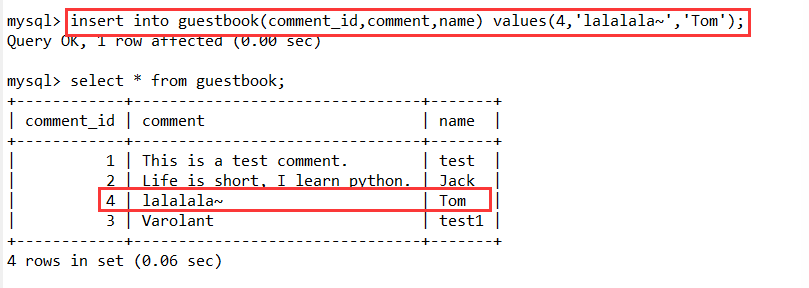 mysql> insert into guestbook(comment_id,comment,name) values(4,'lalalala~','Tom');
Query OK, 1 row affected (0.00 sec)
mysql> select * from guestbook;
+------------+------------------------------+-------+
| comment_id | comment                      | name  |
+------------+------------------------------+-------+
|          1 | This is a test comment.      | test  |
|          2 | Life is short, I learn python. | Jack  |
|          4 | lalalala~                    | Tom   |
|          3 | Varolant                     | test1 |
+------------+------------------------------+-------+
4 rows in set (0.06 sec)